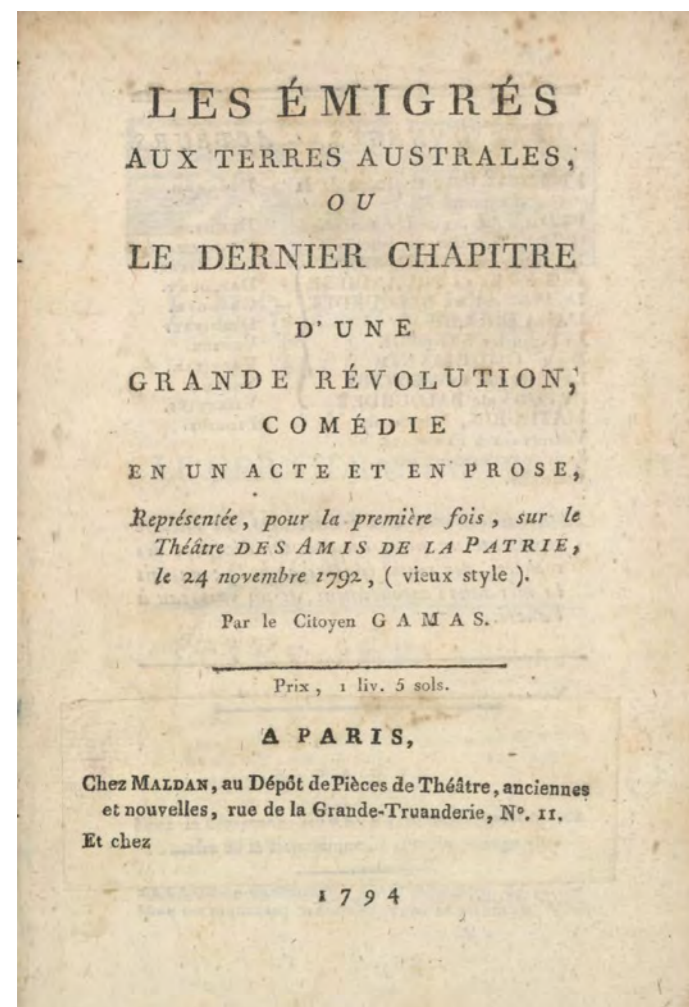 LES ÉMIGRÉS
AUX TERRES AUSTRALES,
OU
LE DERNIER CHAPITRE
D'UNE
GRANDE RÉVOLUTION,
COMÉDIE
EN UN ACTE ET EN PROSE,
Représentée, pour la première fois, sur le
Théâtre DES AMIS DE LA PATRIE,
le 24 novembre 1792, ( vieux style ).
Par le Citoyen GAMAS.
Prix, 1 liv. 5 sols.
A PARIS,
Chez MALDAN, au Dépôt de Pièces de Théâtre, anciennes
et nouvelles, rue de la Grande-Truanderie, N°. 11.
Et chez
1794